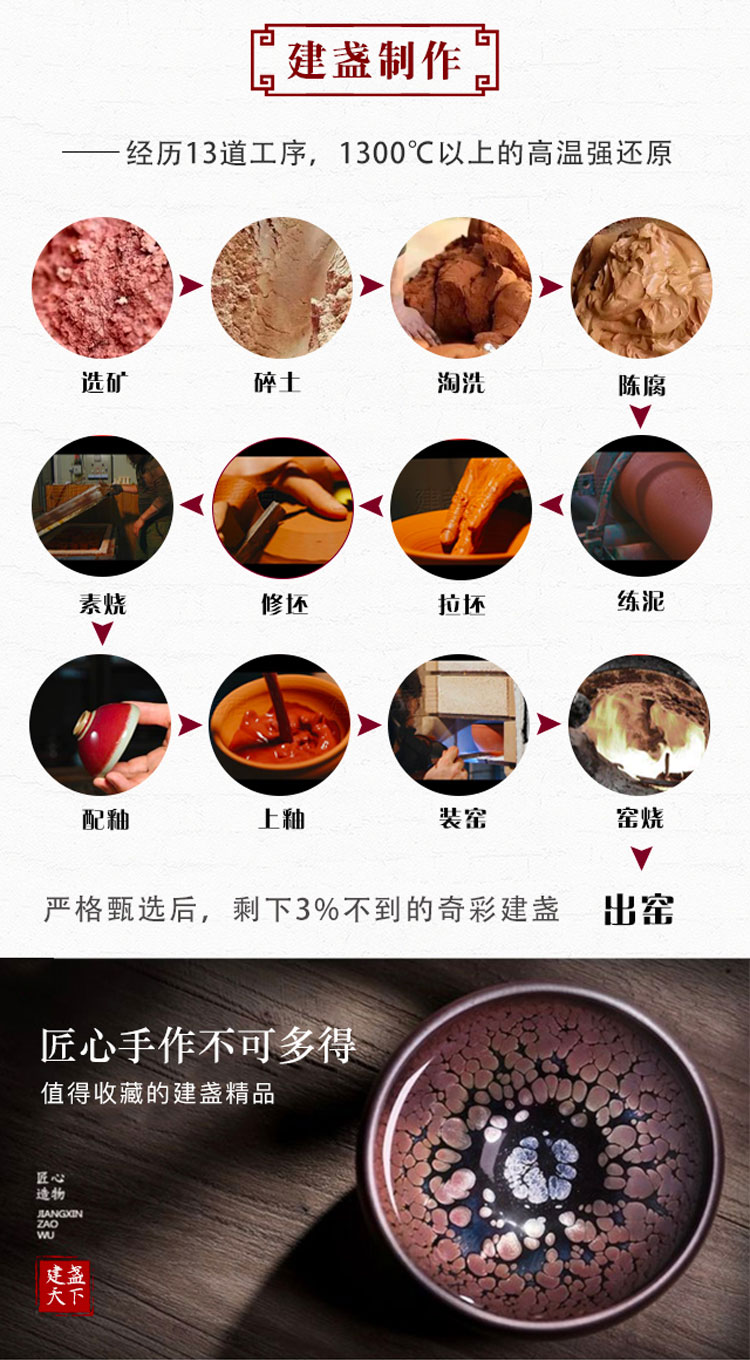 建盏制作
经历13道工序，1300℃以上的高温强还原
选矿
碎土
淘洗
陈腐
素烧
修坯
拉坯
练泥
配釉
上釉
装窑
窑烧
严格甄选后，剩下3%不到的奇彩建盏
出窑
匠心手作不可多得
值得收藏的建盏精品
匠心
造物
JIANGXIN
ZAO
WU
建盏
天下